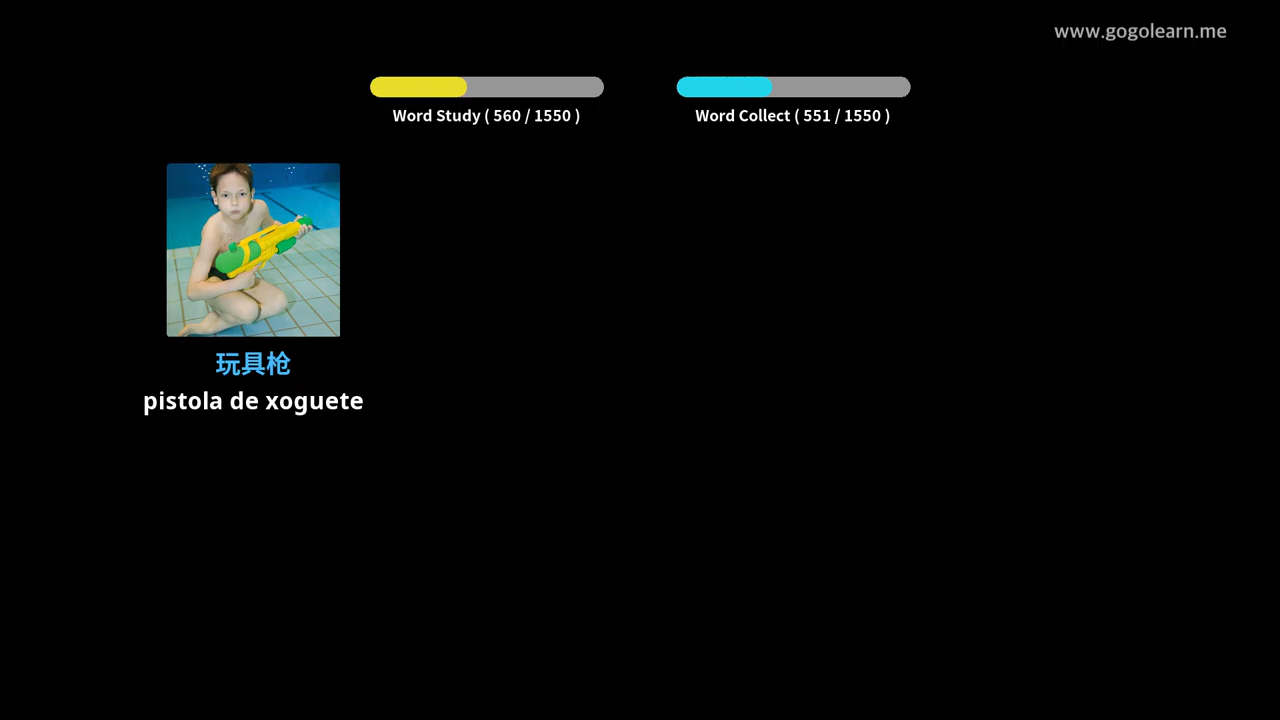 www.gogolearn.me
Word Study ( 560 / 1550 )
Word Collect ( 551 / 1550 )
玩具枪
pistola de xoguete